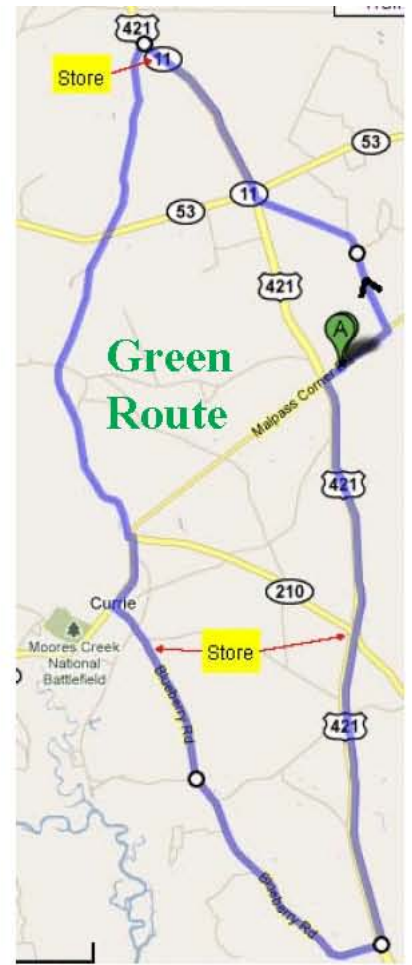 421
Store
11
53
11
53
421
A
Green
Route
Malpass Corner
421
210
Currie
Moores Creek
National
Battlefield
Store
Blueberry Rd
421
Blueberry Rd